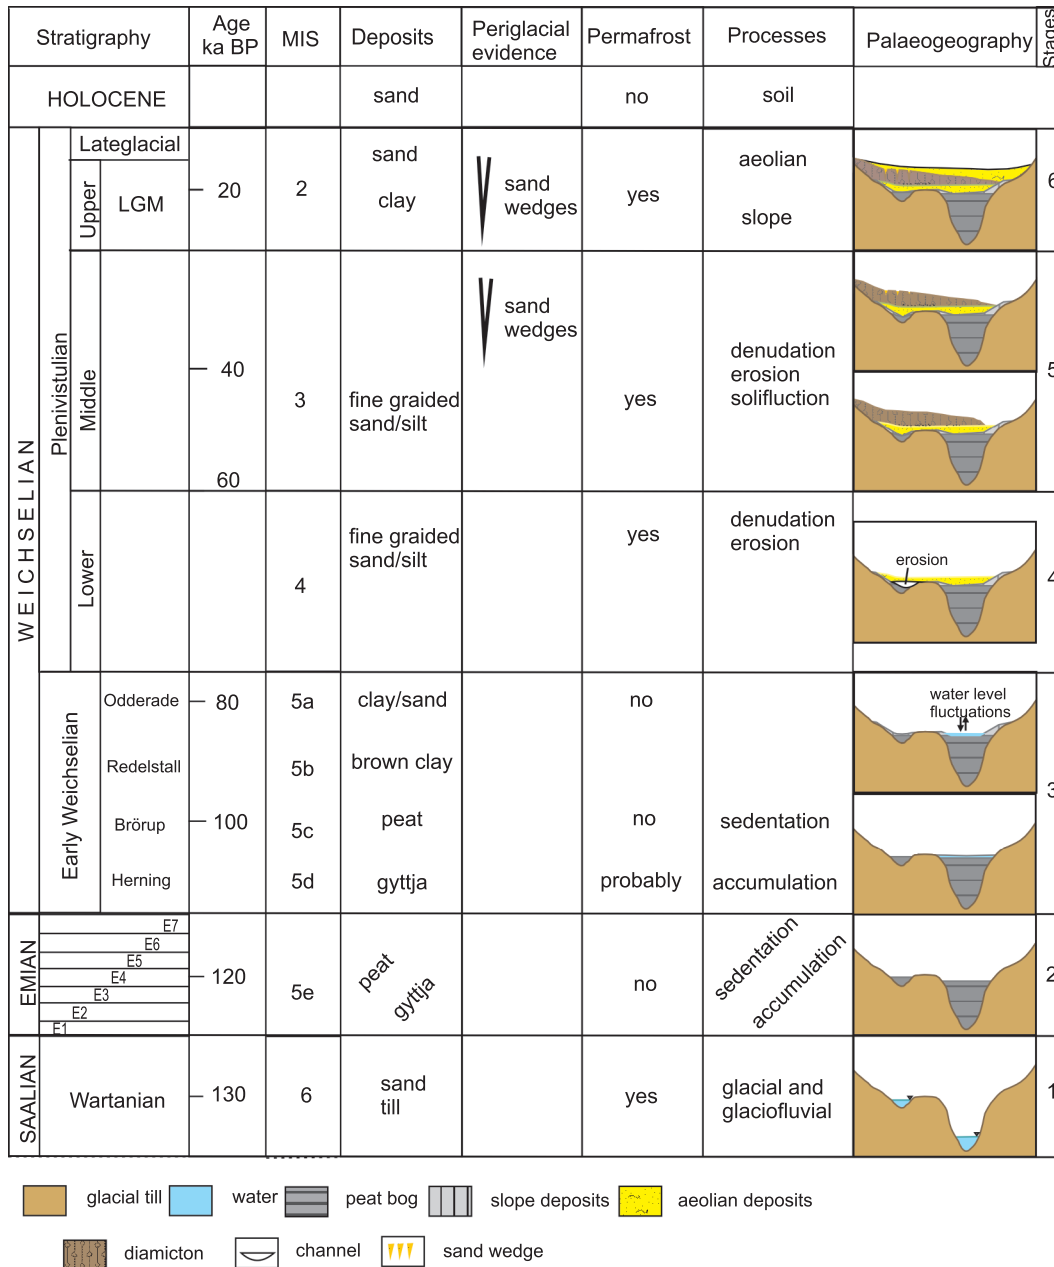 Stratigraphy
Age
ka BP
MIS
Deposits
Periglacial
evidence
Permafrost
Processes
Palaeogeography
Stages
HOLOCENE
sand
no
soil
WEICHSELIAN
Plenivistulian
Lateglacial
Upper
LGM
20
2
sand
clay
sand
wedges
yes
aeolian
slope
6
Middle
40
60
3
fine graided
sand/silt
sand
wedges
yes
denudation
erosion
solifluction
5
Lower
4
fine graided
sand/silt
yes
denudation
erosion
erosion
4
Early Weichselian
Odderade
80
5a
clay/sand
no
water level
fluctuations
Redelstall
5b
brown clay
3
Brörup
100
5c
peat
no
sedentation
Herning
5d
gyttja
probably
accumulation
EMIAN
E7
E6
E5
E4
E3
E2
E1
120
5e
peat
gyttja
no
sedentation
accumulation
2
SAALIAN
Wartanian
130
6
sand
till
yes
glacial and
glaciofluvial
1
glacial till
water
peat bog
slope deposits
aeolian deposits
diamicton
channel
sand wedge